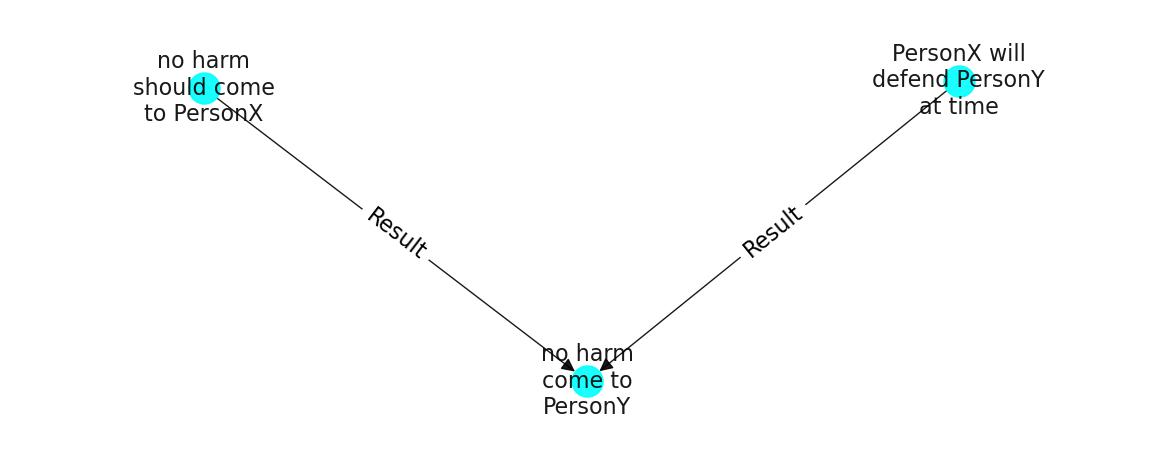 no harm
should come
to PersonX
PersonX will
defend PersonY
at time
Result
Result
no harm
come to
PersonY